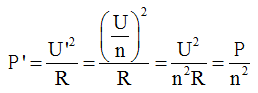 P' = U'²/R = (U/n)²/R = U²/n²R = P/n²